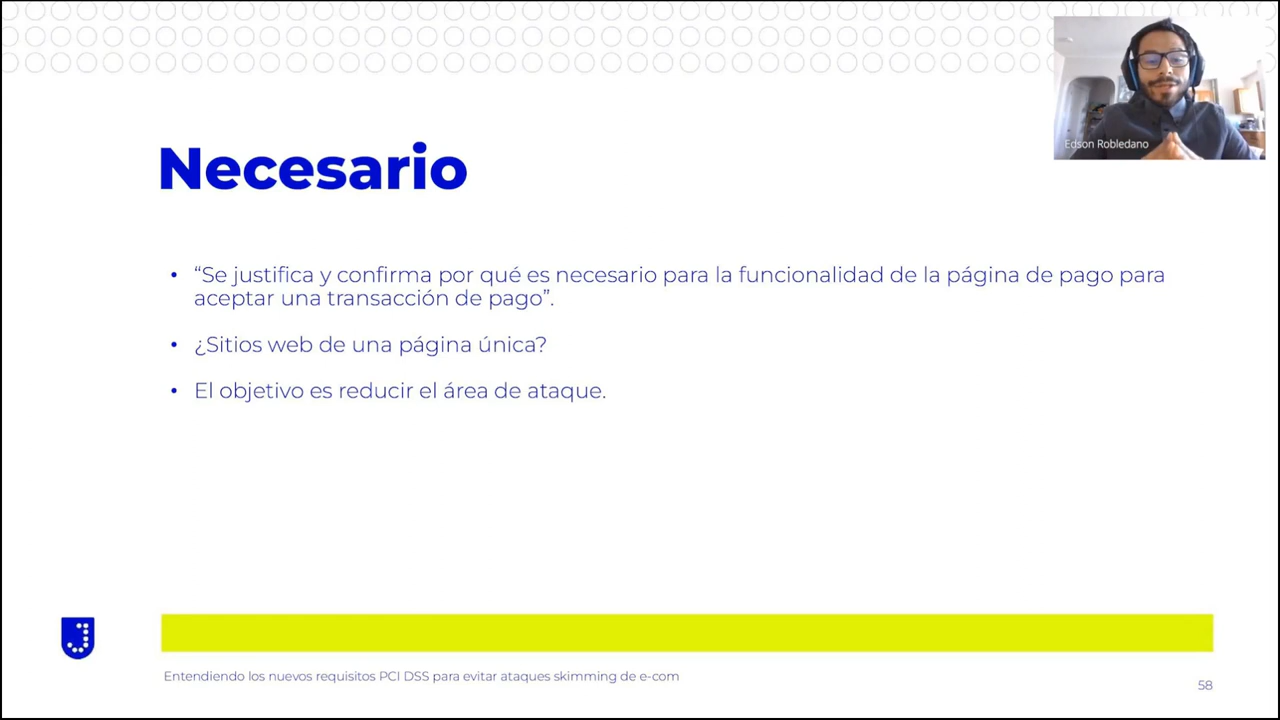 Edson Robledano
Necesario
• “Se justifica y confirma por qué es necesario para la funcionalidad de la página de pago para
aceptar una transacción de pago”.
• ¿Sitios web de una página única?
• El objetivo es reducir el área de ataque.
Entendiendo los nuevos requisitos PCI DSS para evitar ataques skimming de e-com
58